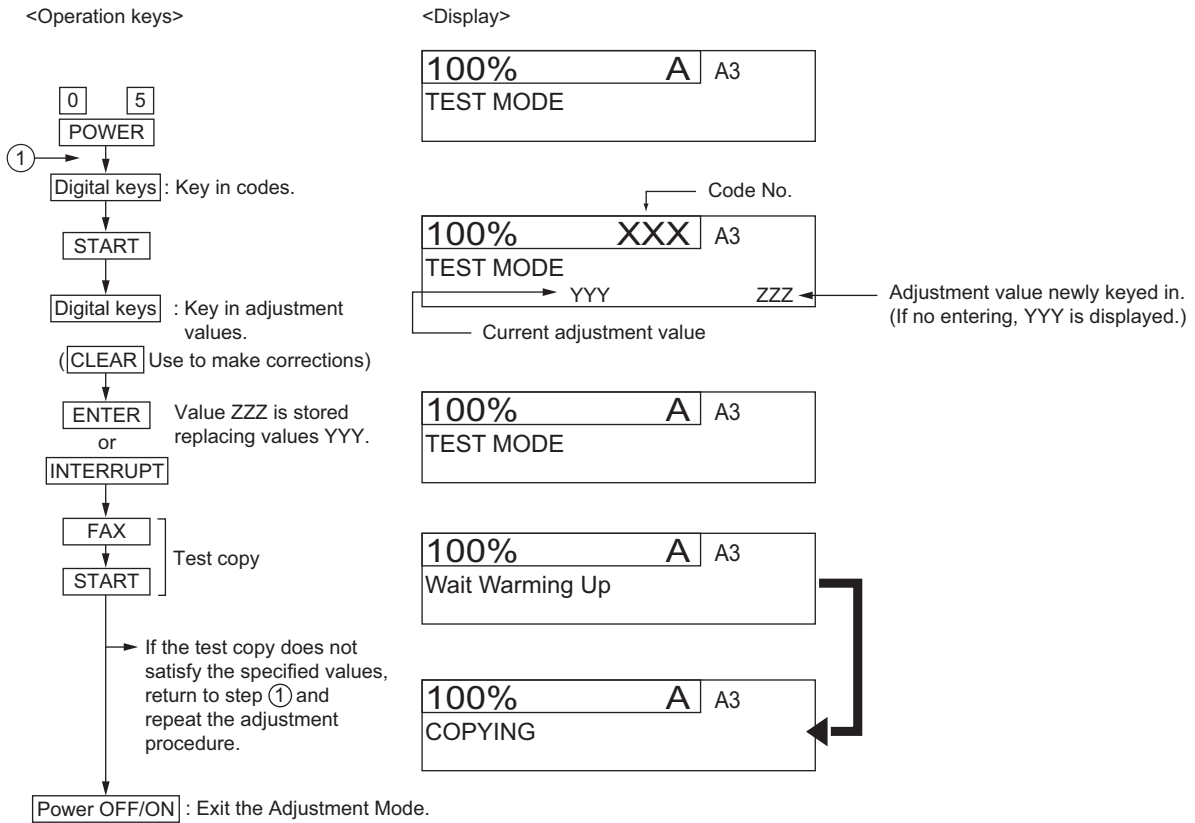 <Operation keys>
<Display>
0 5
POWER
①
Digital keys : Key in codes.
START
Digital keys : Key in adjustment
values.
(CLEAR Use to make corrections)
ENTER
or
INTERRUPT
Value ZZZ is stored
replacing values YYY.
FAX
START
Test copy
If the test copy does not
satisfy the specified values,
return to step ① and
repeat the adjustment
procedure.
Power OFF/ON : Exit the Adjustment Mode.
100% A A3
TEST MODE
Code No.
100% XXX A3
TEST MODE
YYY ZZZ
Current adjustment value
Adjustment value newly keyed in.
(If no entering, YYY is displayed.)
100% A A3
TEST MODE
100% A A3
Wait Warming Up
100% A A3
COPYING